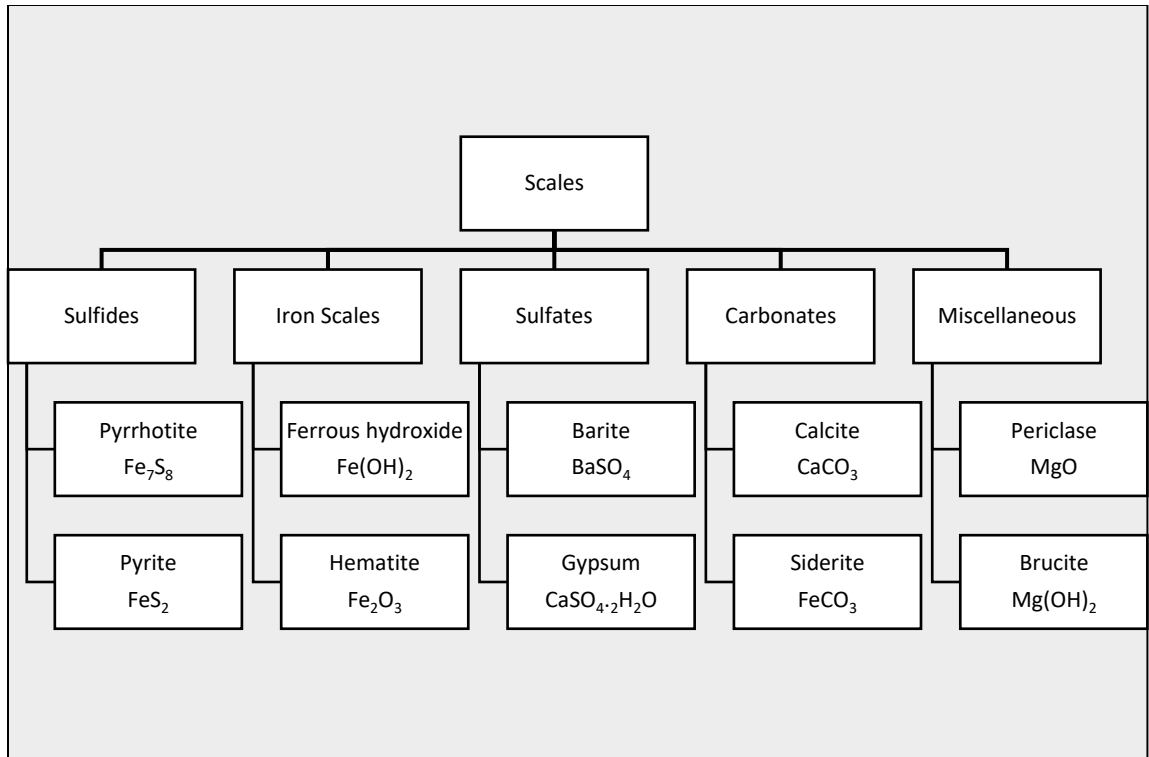 Scales
Sulfides
Iron Scales
Sulfates
Carbonates
Miscellaneous
Pyrrhotite
Fe₇S₈
Ferrous hydroxide
Fe(OH)₂
Barite
BaSO₄
Calcite
CaCO₃
Periclase
MgO
Pyrite
FeS₂
Hematite
Fe₂O₃
Gypsum
CaSO₄.₂H₂O
Siderite
FeCO₃
Brucite
Mg(OH)₂